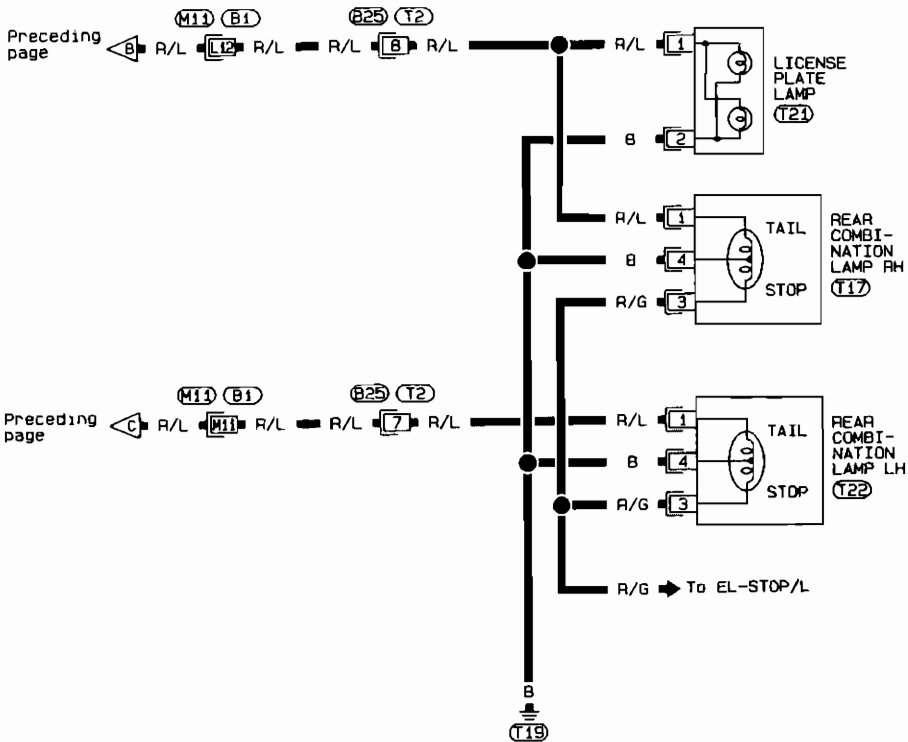 M11 B1 B25 T2
Preceding page B R/L L12 R/L R/L 8 R/L R/L 1
LICENSE PLATE LAMP T21
B 2
R/L 1 TAIL
B 4
R/G 3 STOP
REAR COMBI-NATION LAMP RH T17
M11 B1 B25 T2
Preceding page C R/L M11 R/L R/L 7 R/L R/L 1 TAIL
B 4
R/G 3 STOP
REAR COMBI-NATION LAMP LH T22
R/G To EL-STOP/L
B
T19